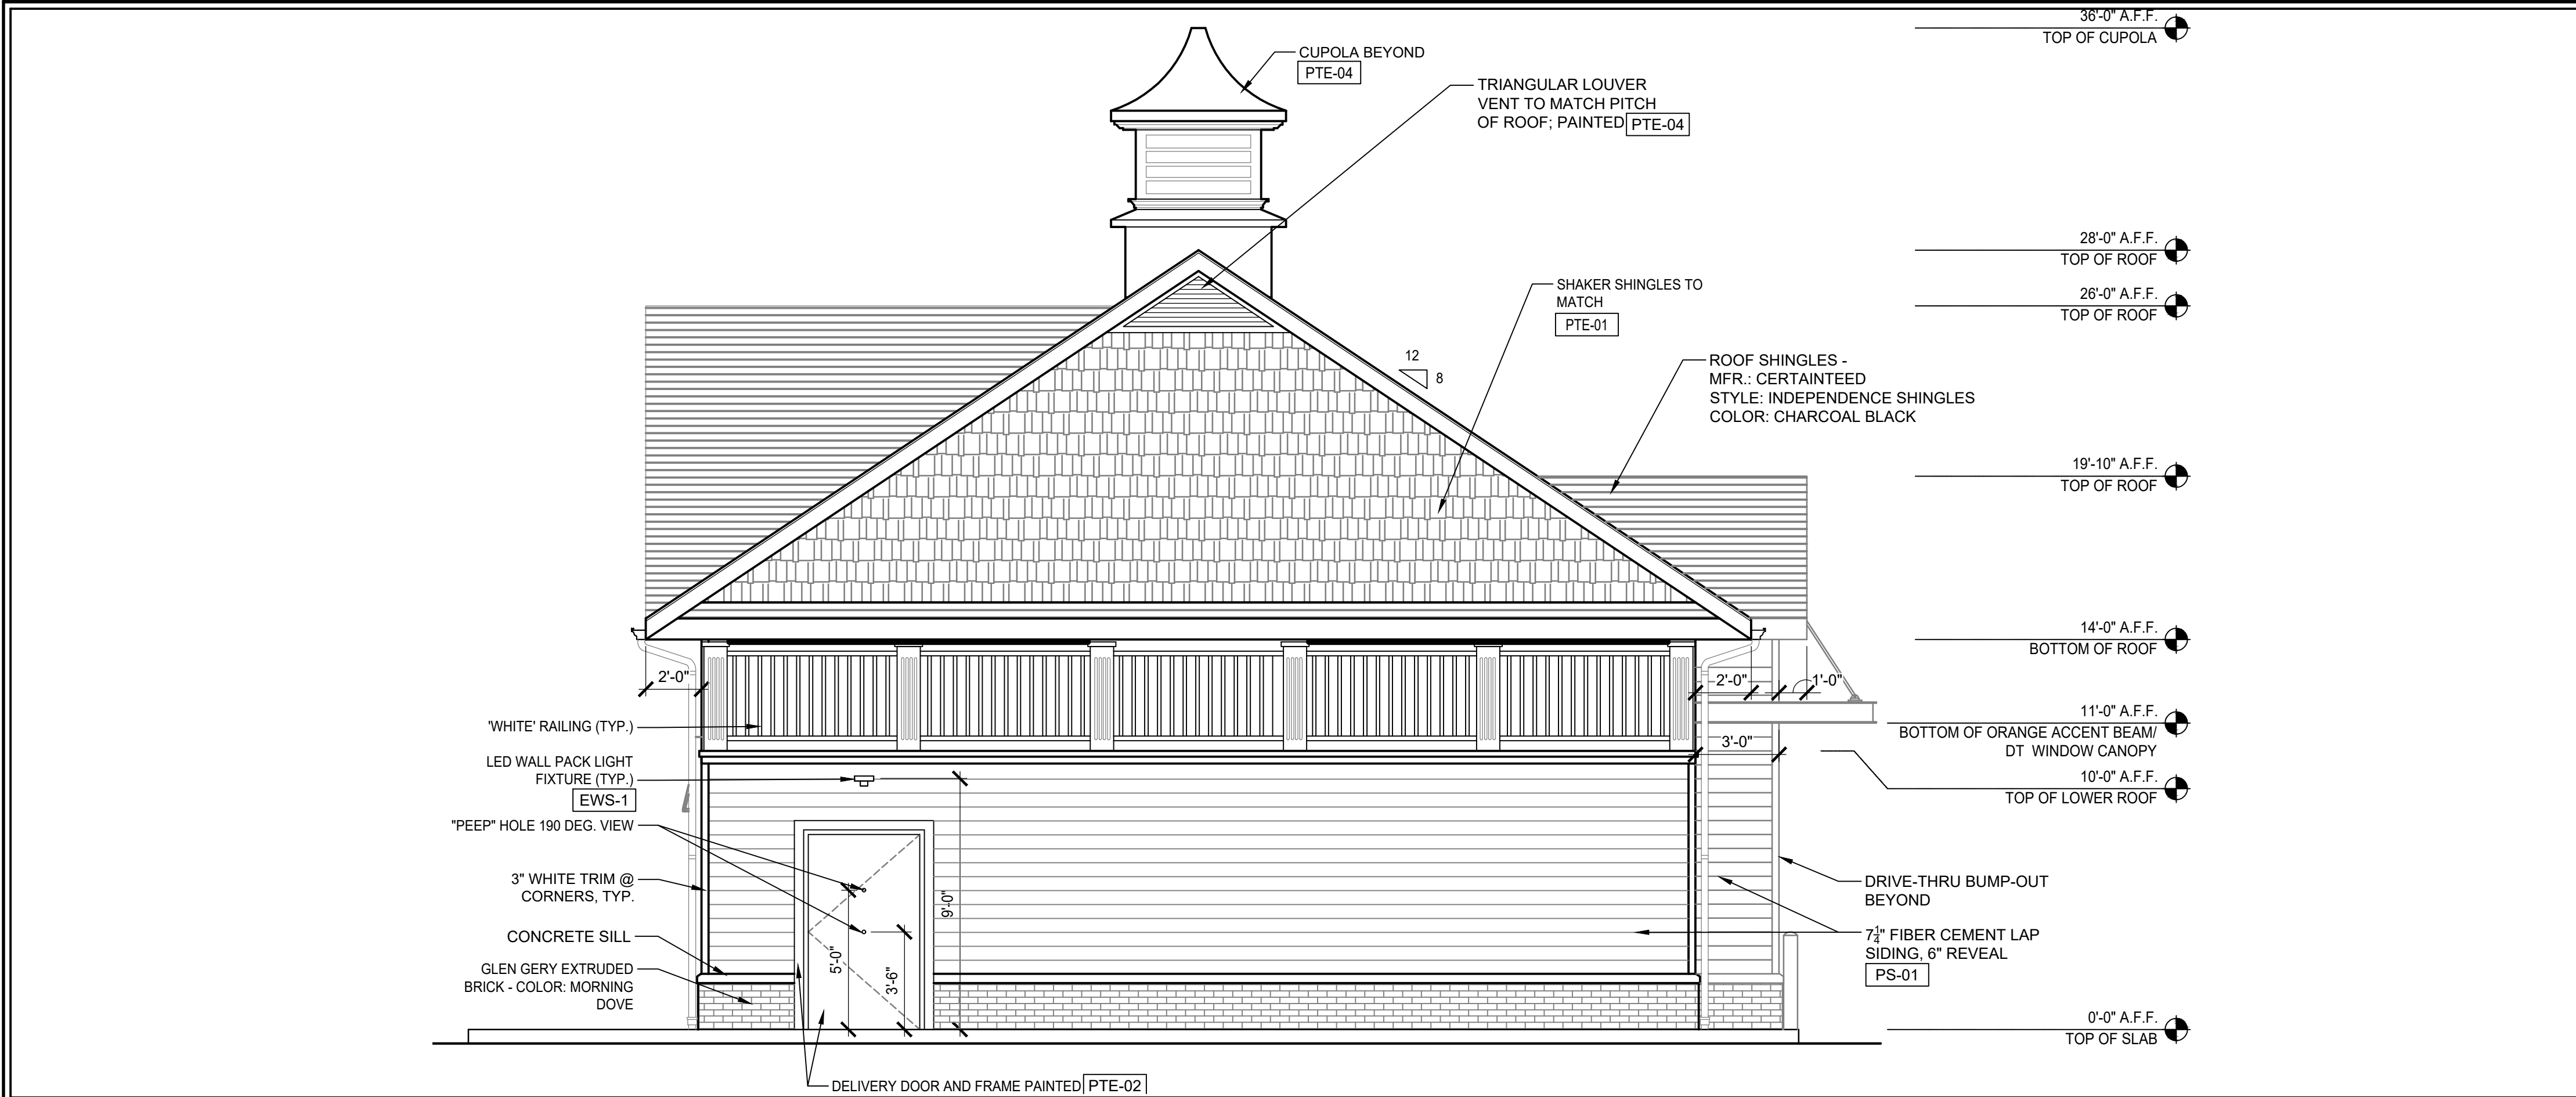 36'-0" A.F.F.
TOP OF CUPOLA
CUPOLA BEYOND
PTE-04
TRIANGULAR LOUVER
VENT TO MATCH PITCH
OF ROOF; PAINTED PTE-04
28'-0" A.F.F.
TOP OF ROOF
SHAKER SHINGLES TO
MATCH
PTE-01
26'-0" A.F.F.
TOP OF ROOF
12
8
ROOF SHINGLES -
MFR.: CERTAINTEED
STYLE: INDEPENDENCE SHINGLES
COLOR: CHARCOAL BLACK
19'-10" A.F.F.
TOP OF ROOF
14'-0" A.F.F.
BOTTOM OF ROOF
2'-0"
2'-0"
1'-0"
'WHITE' RAILING (TYP.)
11'-0" A.F.F.
BOTTOM OF ORANGE ACCENT BEAM/
DT WINDOW CANOPY
3'-0"
LED WALL PACK LIGHT
FIXTURE (TYP.)
EWS-1
10'-0" A.F.F.
TOP OF LOWER ROOF
"PEEP" HOLE 190 DEG. VIEW
3" WHITE TRIM @
CORNERS, TYP.
9'-0"
DRIVE-THRU BUMP-OUT
BEYOND
CONCRETE SILL
7 1/4" FIBER CEMENT LAP
SIDING, 6" REVEAL
PS-01
5'-0"
3'-6"
GLEN GERY EXTRUDED
BRICK - COLOR: MORNING
DOVE
0'-0" A.F.F.
TOP OF SLAB
DELIVERY DOOR AND FRAME PAINTED PTE-02